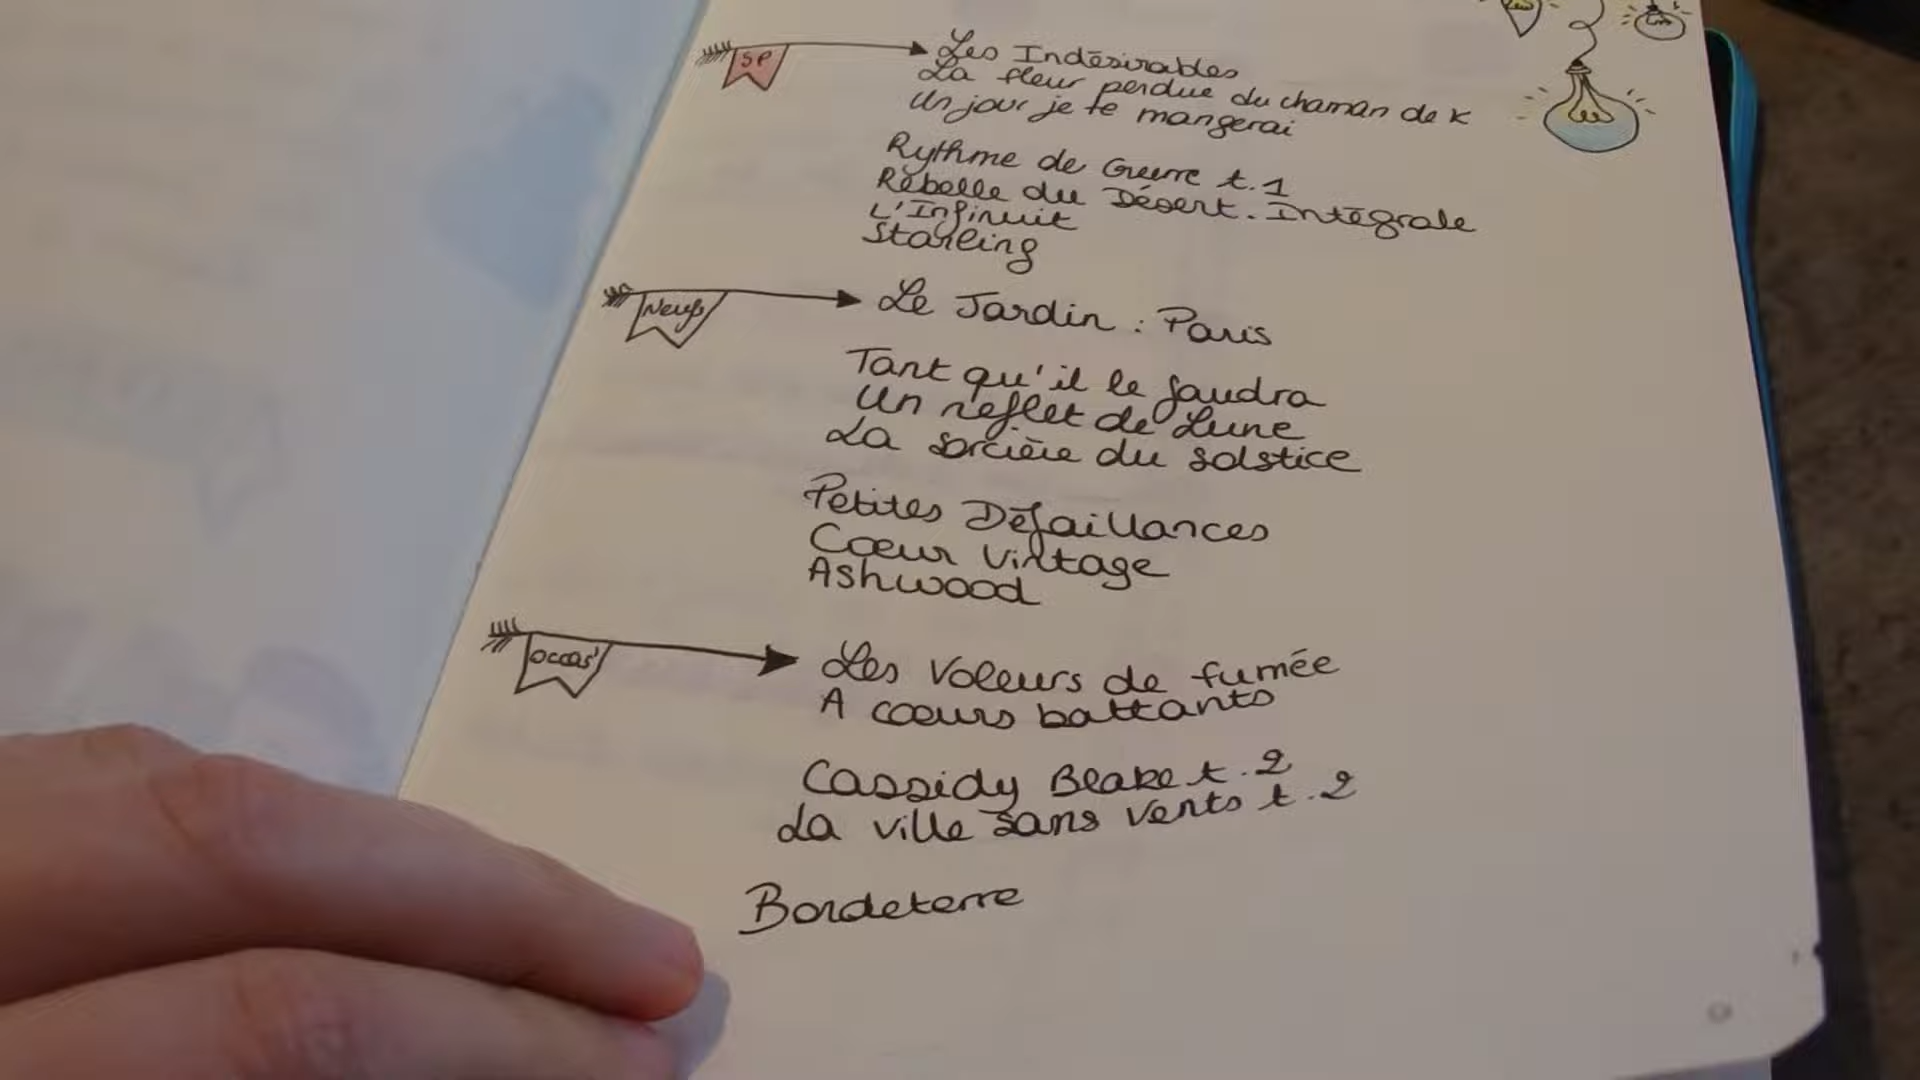 SP
Les Indésirables
La fleur perdue du chaman de K
Un jour je te mangerai
Rythme de Guerre t.1
Rebelle du Désert. Intégrale
L'Infinuit
Starling
Neufs
Le Jardin : Paris
Tant qu'il le faudra
Un reflet de Lune
La sorcière du solstice
Petites Défaillances
Cœur Vintage
Ashwood
occas'
Les Voleurs de fumée
A cœurs battants
Cassidy Blake t.2
La ville sans vents t.2
Bordeterre